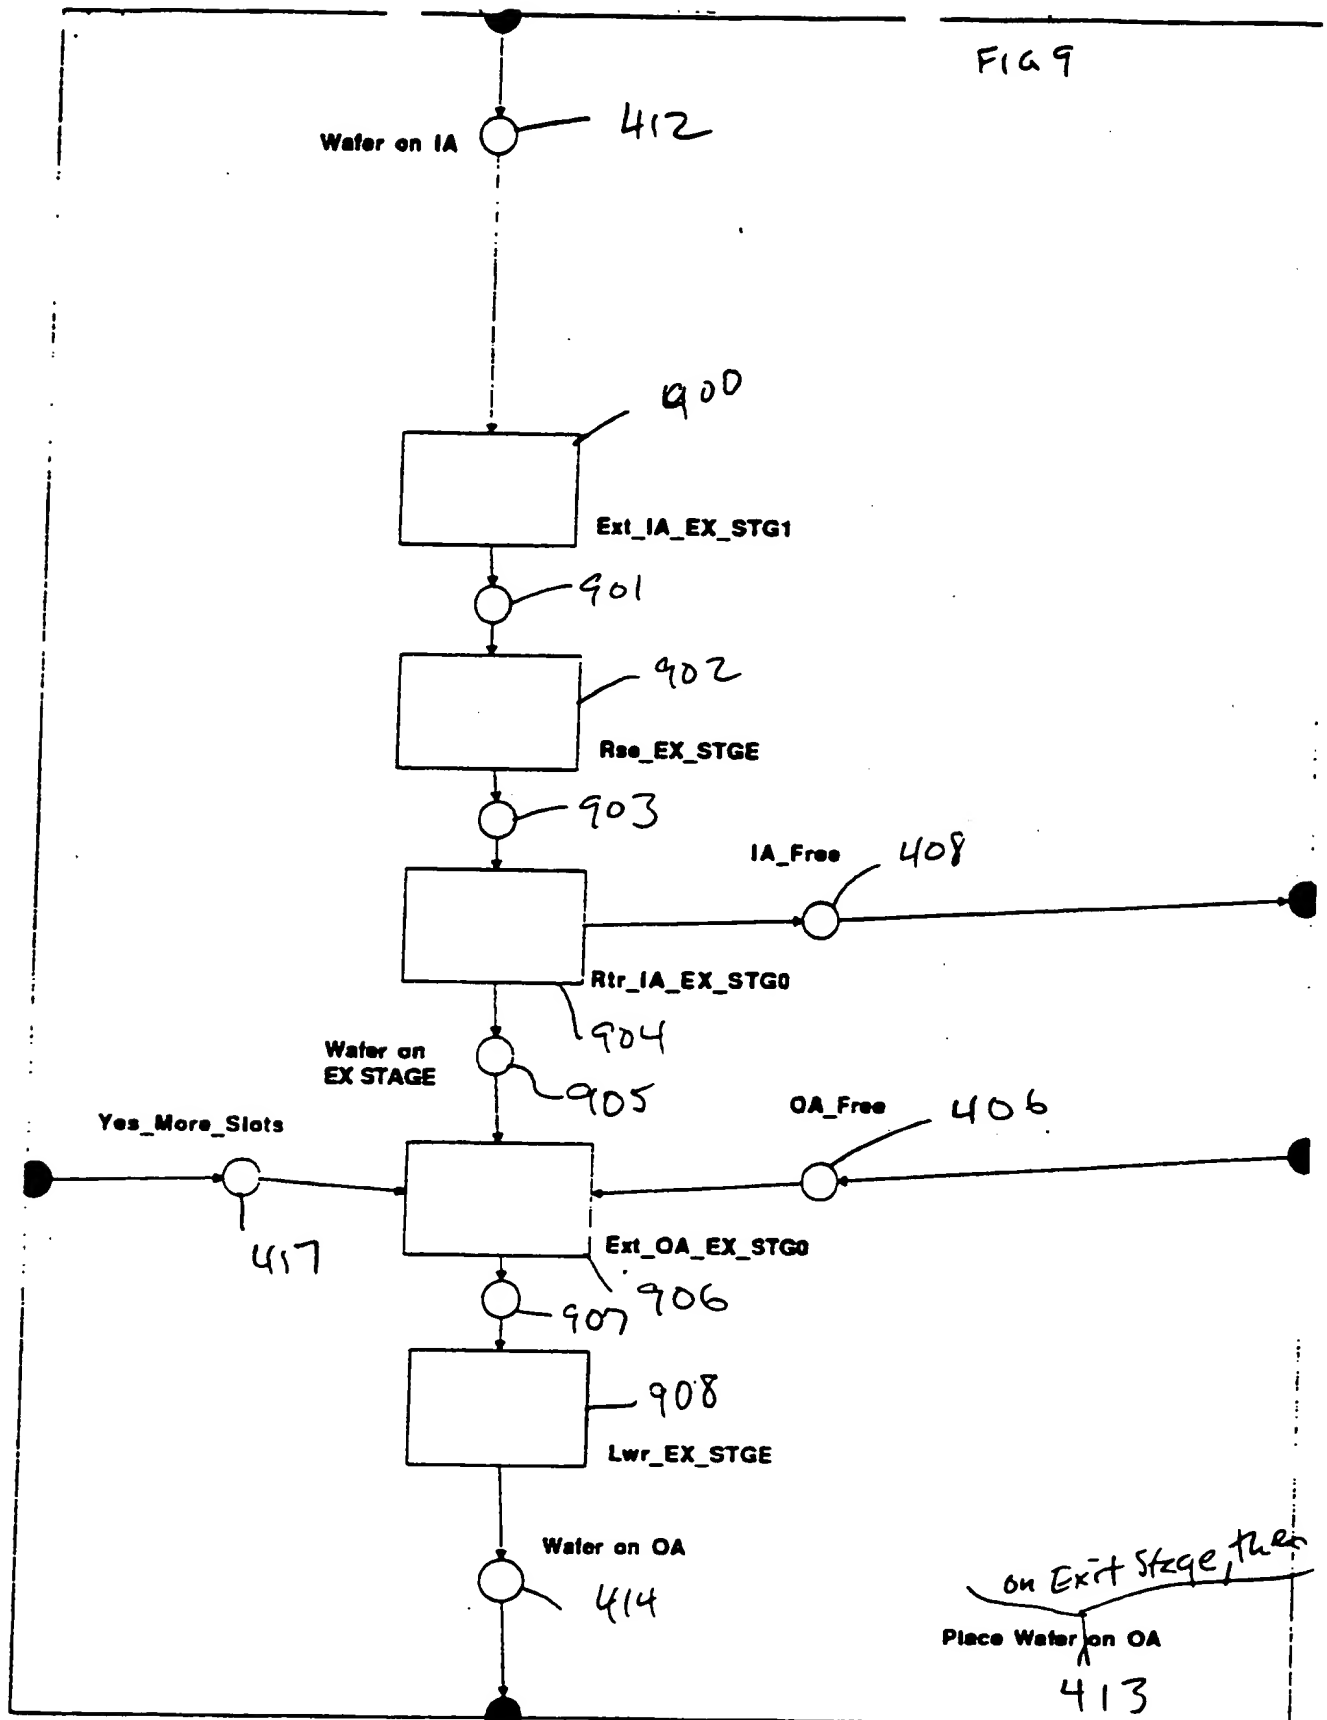 FIG 9
412
Wafer on IA
900
Ext_IA_EX_STG1
901
902
Rse_EX_STGE
903
IA_Free
408
Rtr_IA_EX_STG0
904
Wafer on
EX STAGE
905
Yes_More_Slots
OA_Free
406
417
Ext_OA_EX_STG0
906
907
908
Lwr_EX_STGE
Wafer on OA
414
on Exit Stage, then
Place Wafer on OA
413